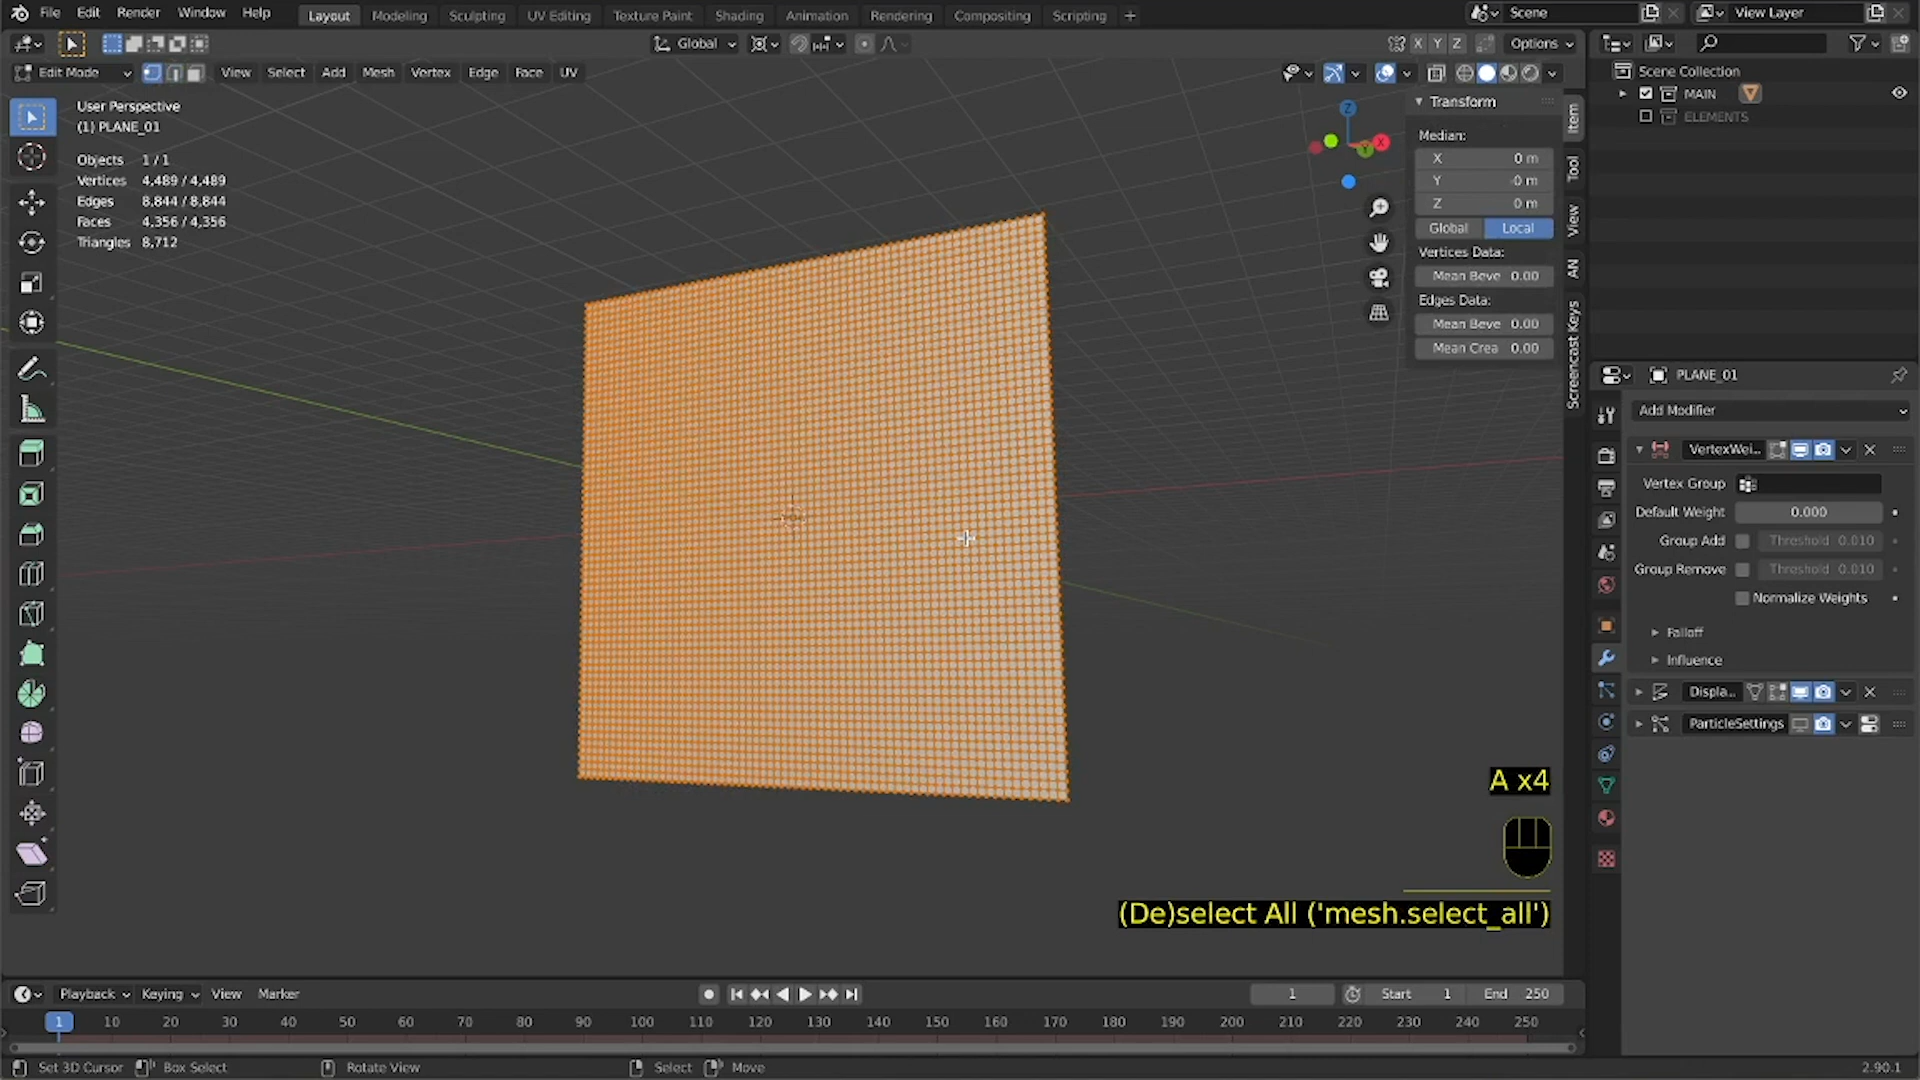 File Edit Render Window Help Layout Modeling Sculpting UV Editing Texture Paint Shading Animation Rendering Compositing Scripting + Scene View Layer
Global X Y Z Options
Edit Mode View Select Add Mesh Vertex Edge Face UV
User Perspective
(1) PLANE_01
Objects 1 / 1
Vertices 4,489 / 4,489
Edges 8,844 / 8,844
Faces 4,356 / 4,356
Triangles 8,712
Z
X
Y
Transform
Median:
X 0 m
Y -0 m
Z 0 m
Global Local
Vertices Data:
Mean Beve 0.00
Edges Data:
Mean Beve 0.00
Mean Crea 0.00
Item
Tool
View
AN
Screencast Keys
Scene Collection
MAIN
ELEMENTS
PLANE_01
Add Modifier
VertexWei...
Vertex Group
Default Weight 0.000
Group Add Threshold 0.010
Group Remove Threshold 0.010
Normalize Weights
Falloff
Influence
Displa...
ParticleSettings
A x4
(De)select All ('mesh.select_all')
Playback Keying View Marker 1 Start 1 End 250
1 10 20 30 40 50 60 70 80 90 100 110 120 130 140 150 160 170 180 190 200 210 220 230 240 250
Set 3D Cursor Box Select Rotate View Select Move 2.90.1